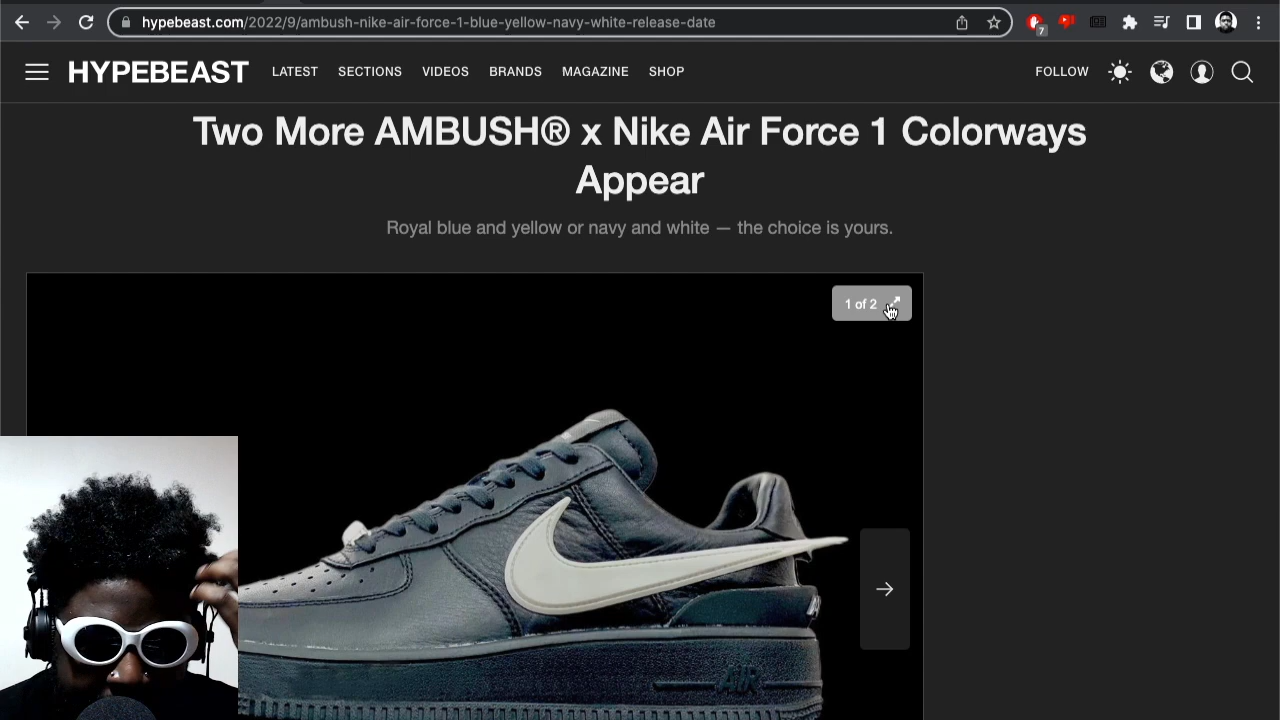 hypebeast.com/2022/9/ambush-nike-air-force-1-blue-yellow-navy-white-release-date
7
HYPEBEAST LATEST SECTIONS VIDEOS BRANDS MAGAZINE SHOP FOLLOW
Two More AMBUSH® x Nike Air Force 1 Colorways
Appear
Royal blue and yellow or navy and white — the choice is yours.
1 of 2
AIR